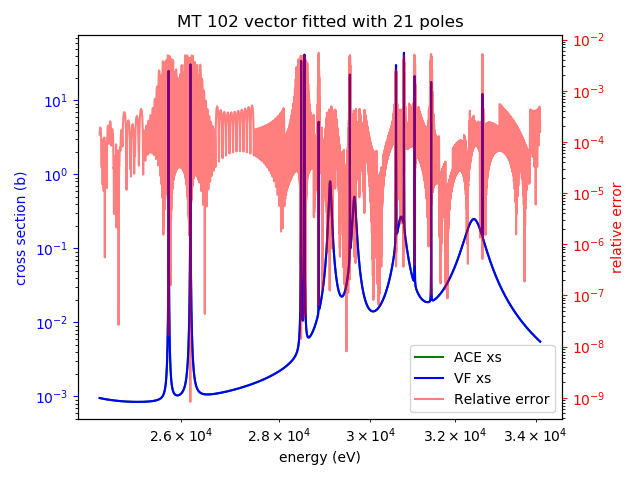 MT 102 vector fitted with 21 poles
cross section (b)
10¹
10⁰
10⁻¹
10⁻²
10⁻³
10⁻²
10⁻³
10⁻⁴
10⁻⁵
10⁻⁶
10⁻⁷
10⁻⁸
10⁻⁹
relative error
ACE xs
VF xs
Relative error
2.6 × 10⁴ 2.8 × 10⁴ 3 × 10⁴ 3.2 × 10⁴ 3.4 × 10⁴
energy (eV)